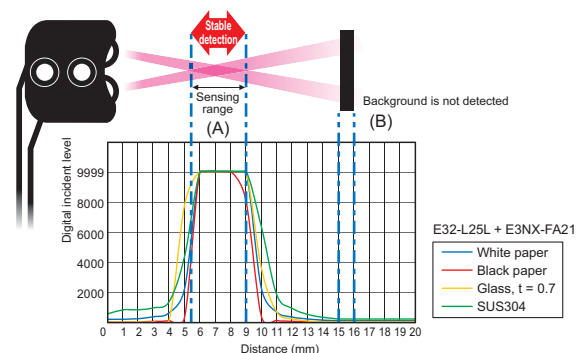 Stable
detection
Sensing
range
(A)
Background is not detected
(B)
Digital incident level
9999
8000
6000
4000
2000
0
0 1 2 3 4 5 6 7 8 9 10 11 12 13 14 15 16 17 18 19 20
Distance (mm)
E32-L25L + E3NX-FA21
White paper
Black paper
Glass, t = 0.7
SUS304